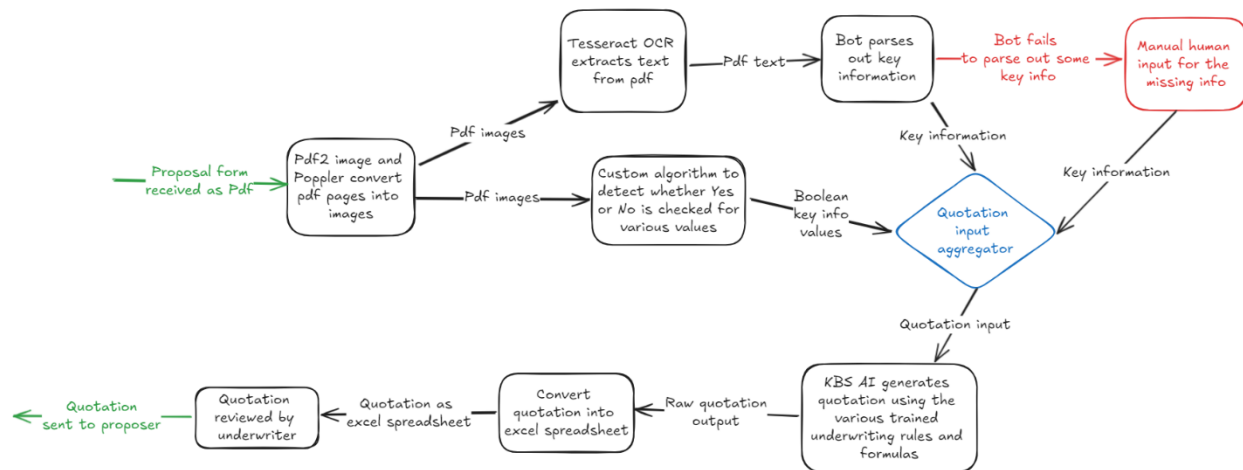 Tesseract OCR
extracts text
from pdf
Pdf text
Bot parses
out key
information
Bot fails
to parse out some
key info
Manual human
input for the
missing info
Pdf images
Key information
Key information
Proposal form
received as Pdf
Pdf2 image and
Poppler convert
pdf pages into
images
Pdf images
Custom algorithm to
detect whether Yes
or No is checked for
various values
Boolean
key info
values
Quotation
input
aggregator
Quotation input
KBS AI generates
quotation using the
various trained
underwriting rules and
formulas
Raw quotation
output
Convert
quotation into
excel spreadsheet
Quotation as
excel spreadsheet
Quotation
reviewed by
underwriter
Quotation
sent to proposer